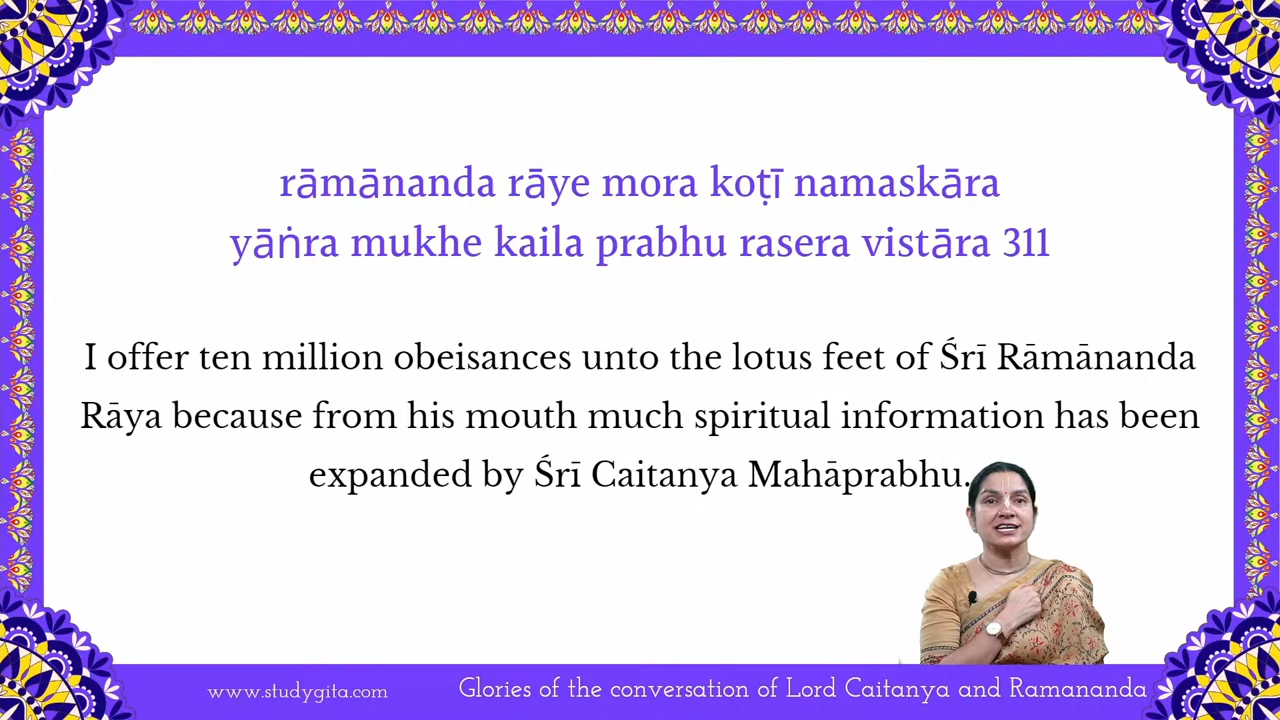 rāmānanda rāye mora koṭī namaskāra
yāṅra mukhe kaila prabhu rasera vistāra 311
I offer ten million obeisances unto the lotus feet of Śrī Rāmānanda
Rāya because from his mouth much spiritual information has been
expanded by Śrī Caitanya Mahāprabhu.
www.studygita.com
Glories of the conversation of Lord Caitanya and Ramananda